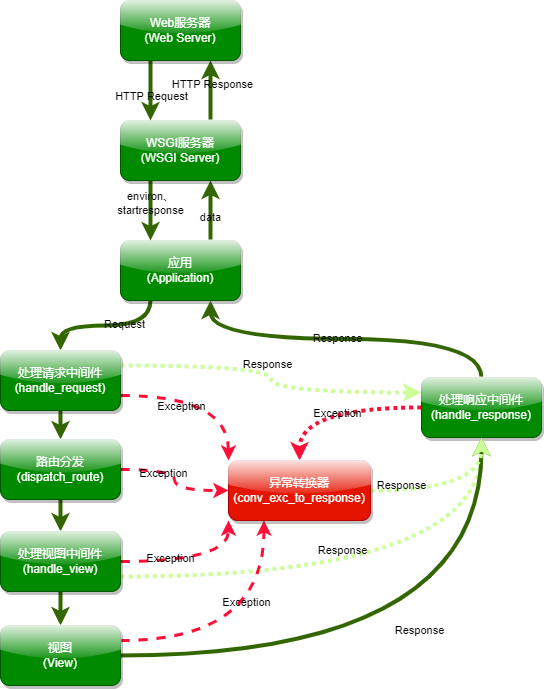 Web服务器
(Web Server)
HTTP Response
HTTP Request
WSGI服务器
(WSGI Server)
environ、
startresponse
data
应用
(Application)
Request
Response
处理请求中间件
(handle_request)
Response
处理响应中间件
(handle_response)
Exception
Exception
路由分发
(dispatch_route)
Exception
异常转换器
(conv_exc_to_response)
Response
处理视图中间件
(handle_view)
Exception
Response
Exception
视图
(View)
Response